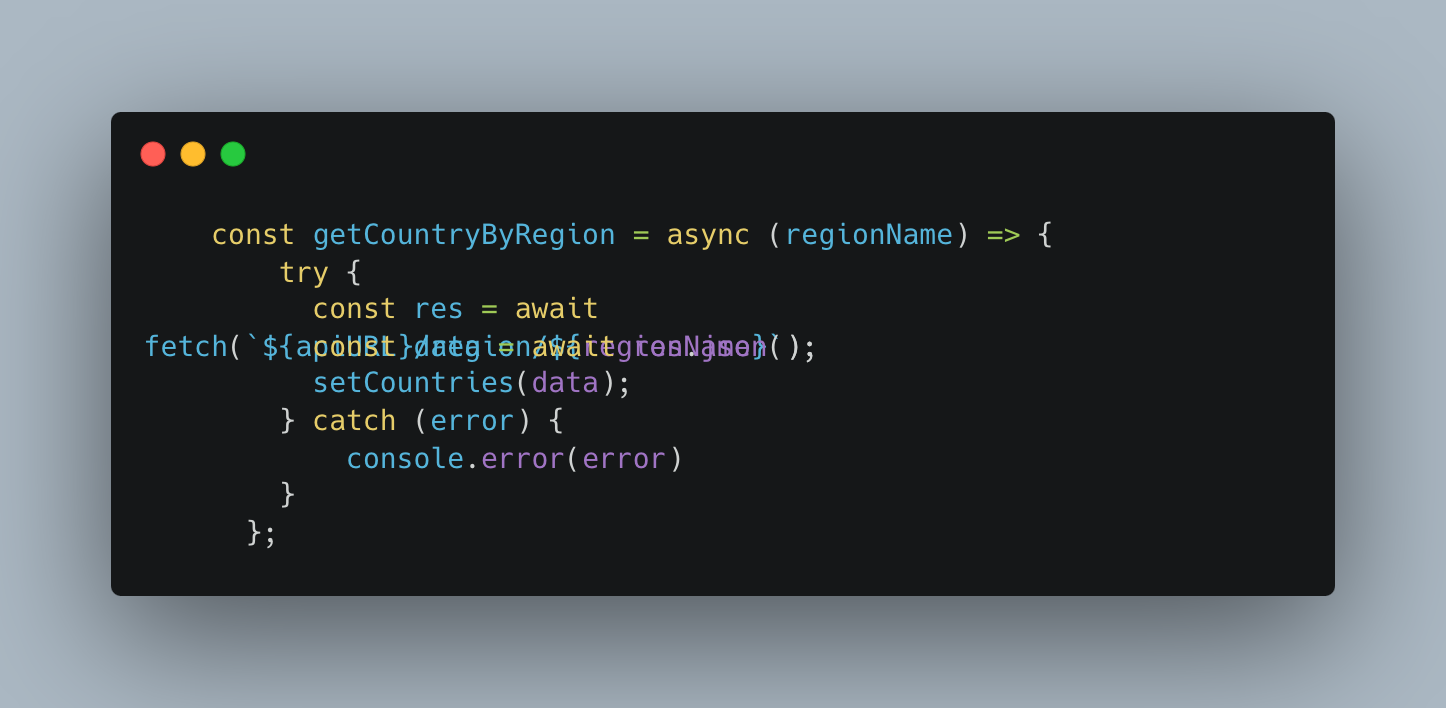 const getCountryByRegion = async (regionName) => {
try {
const res = await
fetch(`${apiURL}/region/${regionName}`);
const data = await res.json();
setCountries(data);
} catch (error) {
console.error(error)
}
};